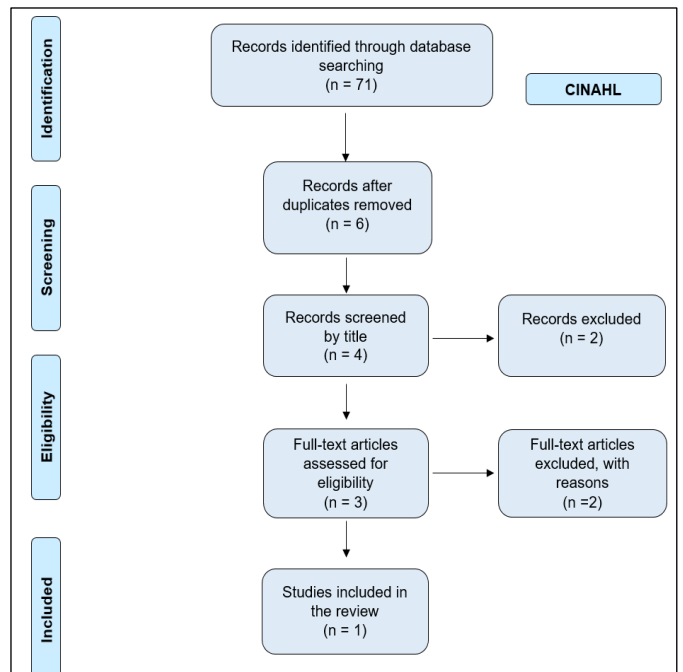 Identification
Records identified through database
searching
(n = 71)
CINAHL
Screening
Records after
duplicates removed
(n = 6)
Records screened
by title
(n = 4)
Records excluded
(n = 2)
Eligibility
Full-text articles
assessed for
eligibility
(n = 3)
Full-text articles
excluded, with
reasons
(n =2)
Included
Studies included in
the review
(n = 1)